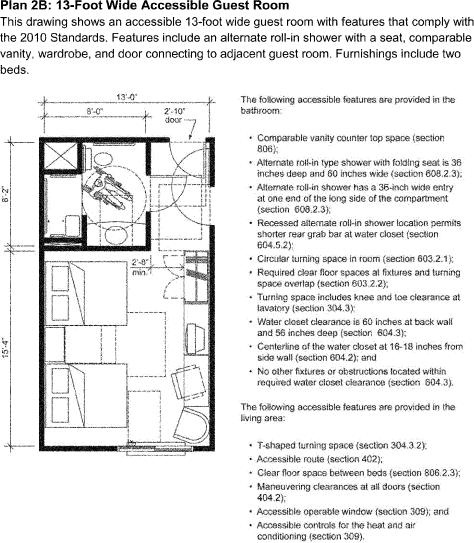 Plan 2B: 13-Foot Wide Accessible Guest Room
This drawing shows an accessible 13-foot wide guest room with features that comply with
the 2010 Standards. Features include an alternate roll-in shower with a seat, comparable
vanity, wardrobe, and door connecting to adjacent guest room. Furnishings include two
beds.
13'-0"
8'-0"
2'-10"
door
8'-2"
2'-8"
min.
15'-4"
The following accessible features are provided in the
bathroom:
• Comparable vanity counter top space (section
806);
• Alternate roll-in type shower with folding seat is 36
inches deep and 60 inches wide (section 608.2.3);
• Alternate roll-in shower has a 36-inch wide entry
at one end of the long side of the compartment
(section 608.2.3);
• Recessed alternate roll-in shower location permits
shorter rear grab bar at water closet (section
604.5.2);
• Circular turning space in room (section 603.2.1);
• Required clear floor spaces at fixtures and turning
space overlap (section 603.2.2);
• Turning space includes knee and toe clearance at
lavatory (section 304.3);
• Water closet clearance is 60 inches at back wall
and 56 inches deep (section 604.3);
• Centerline of the water closet at 16-18 inches from
side wall (section 604.2); and
• No other fixtures or obstructions located within
required water closet clearance (section 604.3).
The following accessible features are provided in the
living area:
• T-shaped turning space (section 304.3.2);
• Accessible route (section 402);
• Clear floor space between beds (section 806.2.3);
• Maneuvering clearances at all doors (section
404.2);
• Accessible operable window (section 309); and
• Accessible controls for the heat and air
conditioning (section 309).